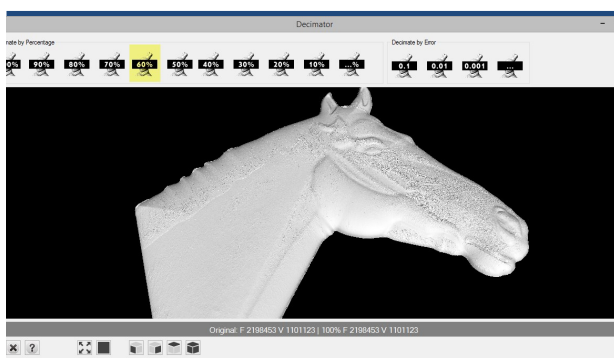 Decimator
mate by Percentage
Decimate by Error
0% 90% 80% 70% 60% 50% 40% 30% 20% 10% ...%
0.1 0.01 0.001 ...
Original: F 2198453 V 1101123 | 100% F 2198453 V 1101123
?